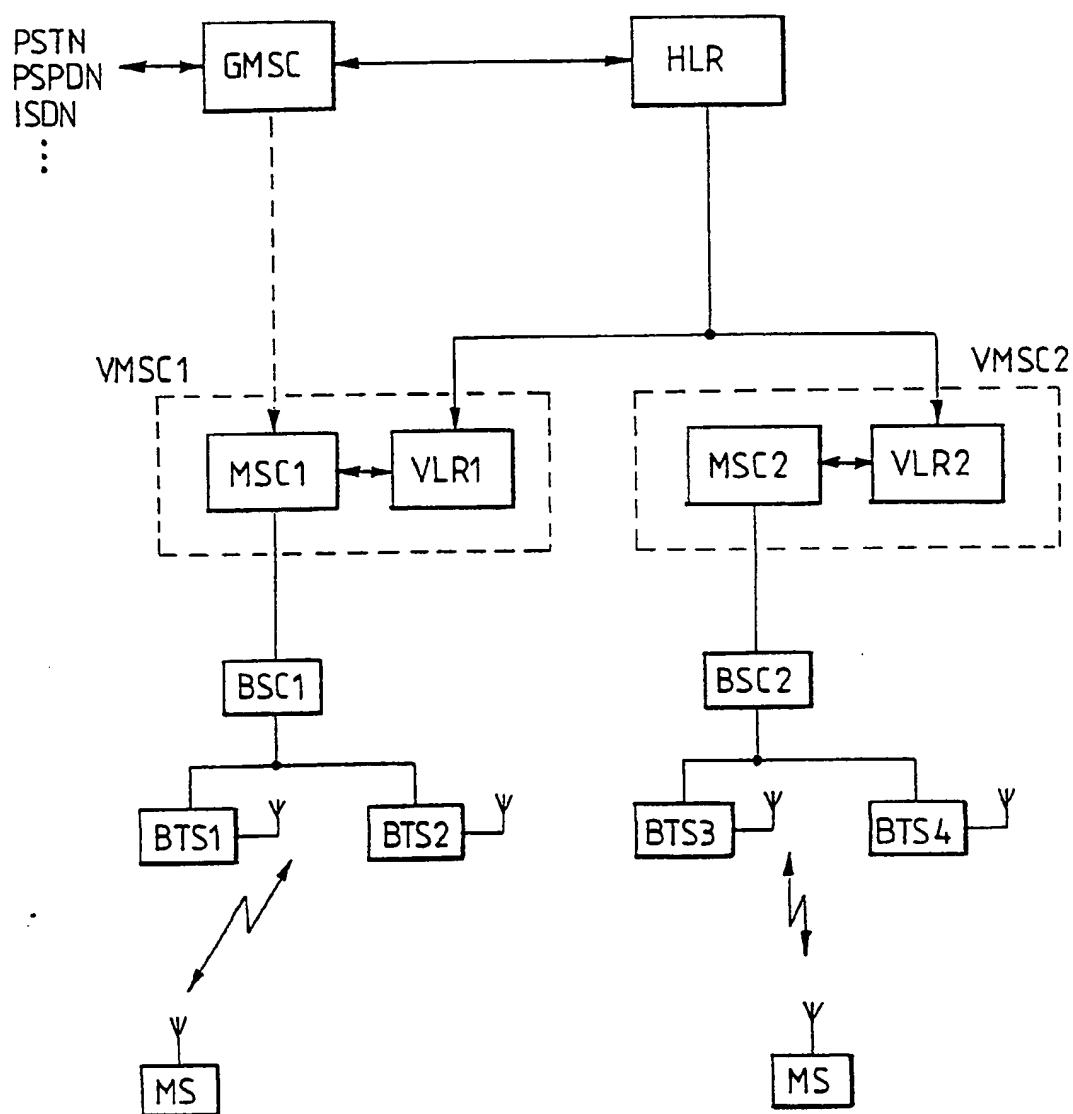 PSTN
PSPDN
ISDN
GMSC
HLR
VMSC1
VMSC2
MSC1
VLR1
MSC2
VLR2
BSC1
BSC2
BTS1
BTS2
BTS3
BTS4
MS
MS